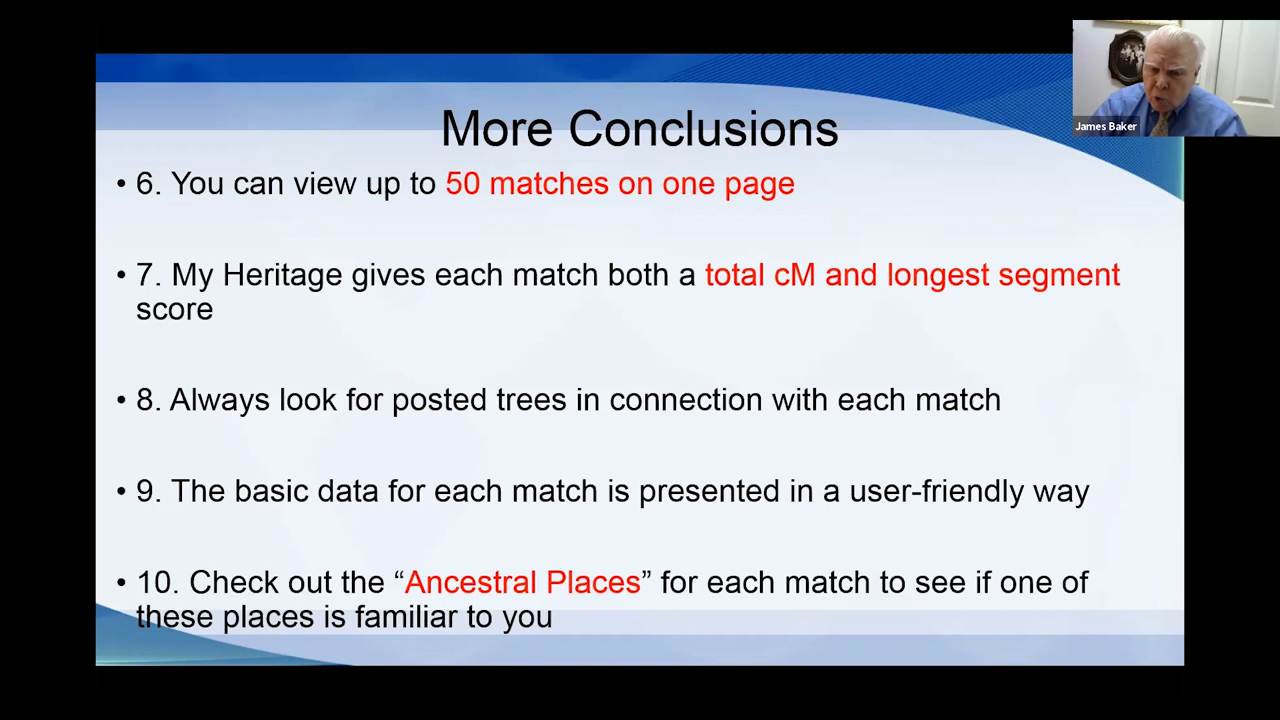 More Conclusions
• 6. You can view up to 50 matches on one page
• 7. My Heritage gives each match both a total cM and longest segment
score
• 8. Always look for posted trees in connection with each match
• 9. The basic data for each match is presented in a user-friendly way
• 10. Check out the “Ancestral Places” for each match to see if one of
these places is familiar to you
James Baker